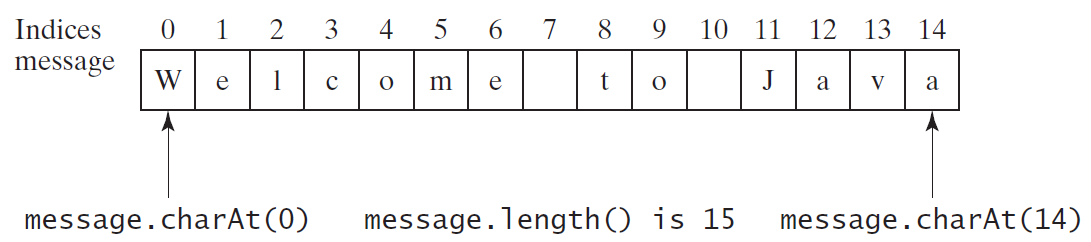 Indices 0 1 2 3 4 5 6 7 8 9 10 11 12 13 14
message W e l c o m e t o J a v a
message.charAt(0) message.length() is 15 message.charAt(14)